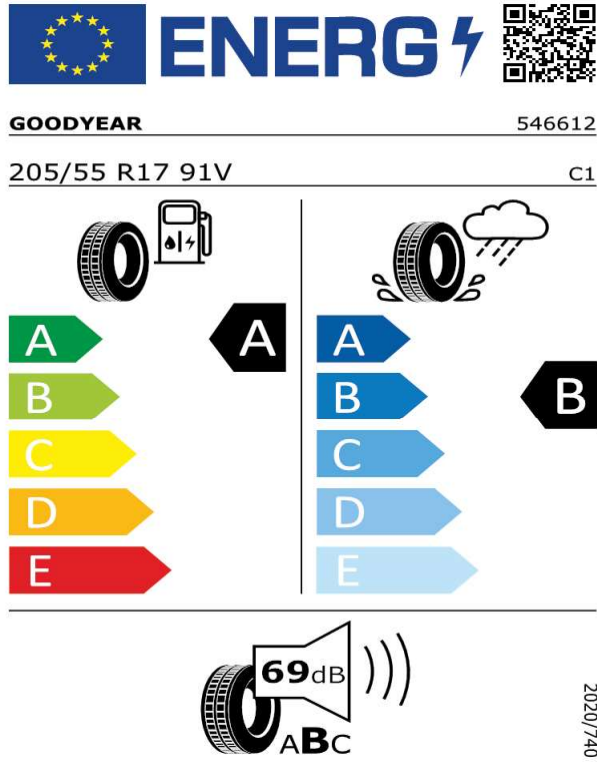 ENERG
GOODYEAR 546612
205/55 R17 91V C1
A A A
B B B
C C
D D
E E
69dB
ABC
2020/740